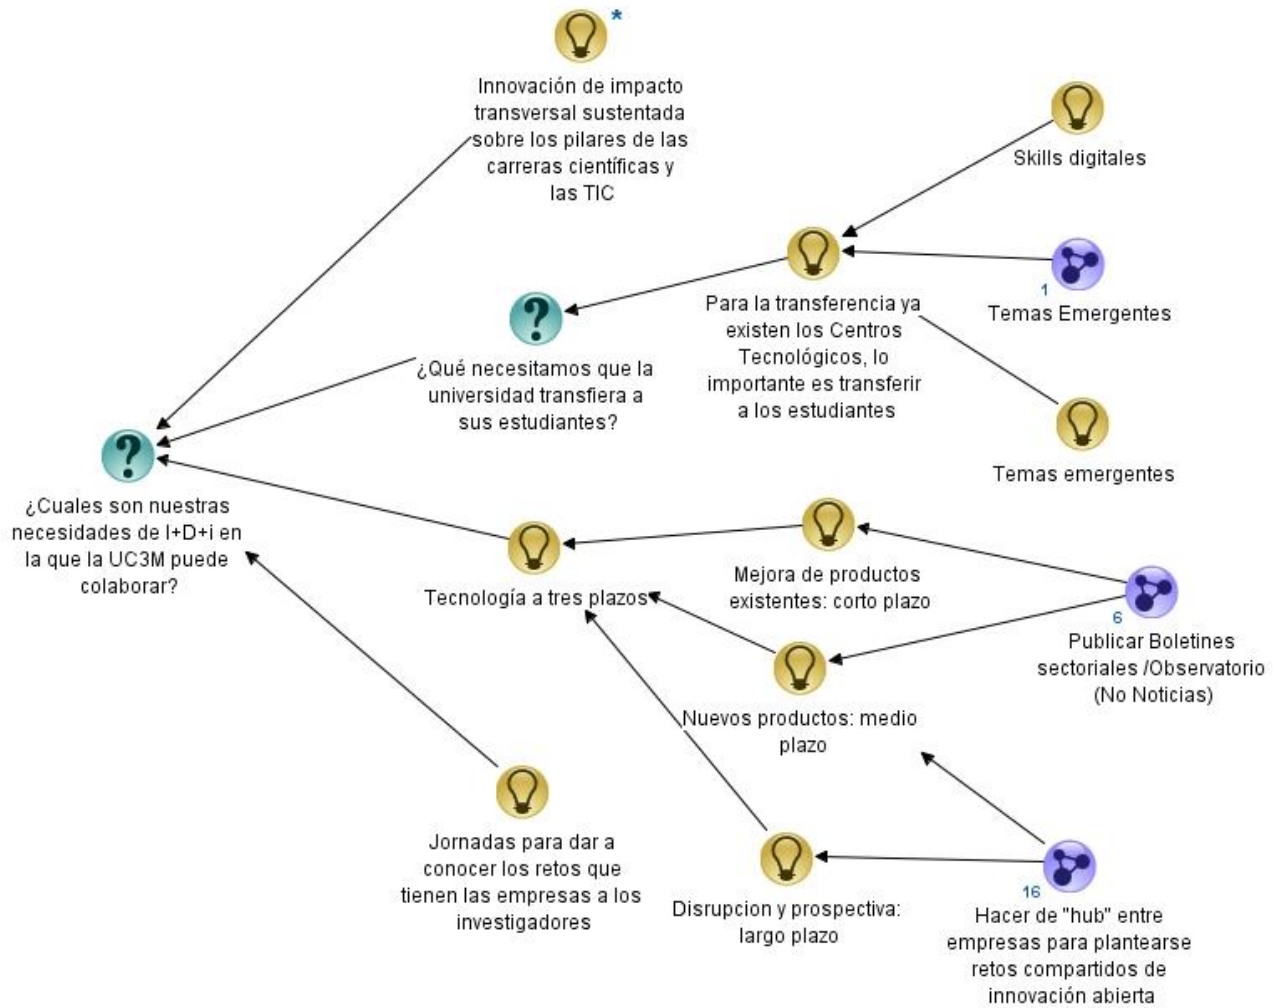 *
Innovación de impacto
transversal sustentada
sobre los pilares de las
carreras científicas y
las TIC
Skills digitales
1
Temas Emergentes
Para la transferencia ya
existen los Centros
Tecnológicos, lo
importante es transferir
a los estudiantes
?
¿Qué necesitamos que la
universidad transfiera a
sus estudiantes?
Temas emergentes
?
¿Cuales son nuestras
necesidades de I+D+i en
la que la UC3M puede
colaborar?
Tecnología a tres plazos
Mejora de productos
existentes: corto plazo
6
Publicar Boletines
sectoriales /Observatorio
(No Noticias)
Nuevos productos: medio
plazo
Jornadas para dar a
conocer los retos que
tienen las empresas a los
investigadores
Disrupcion y prospectiva:
largo plazo
16
Hacer de "hub" entre
empresas para plantearse
retos compartidos de
innovación abierta